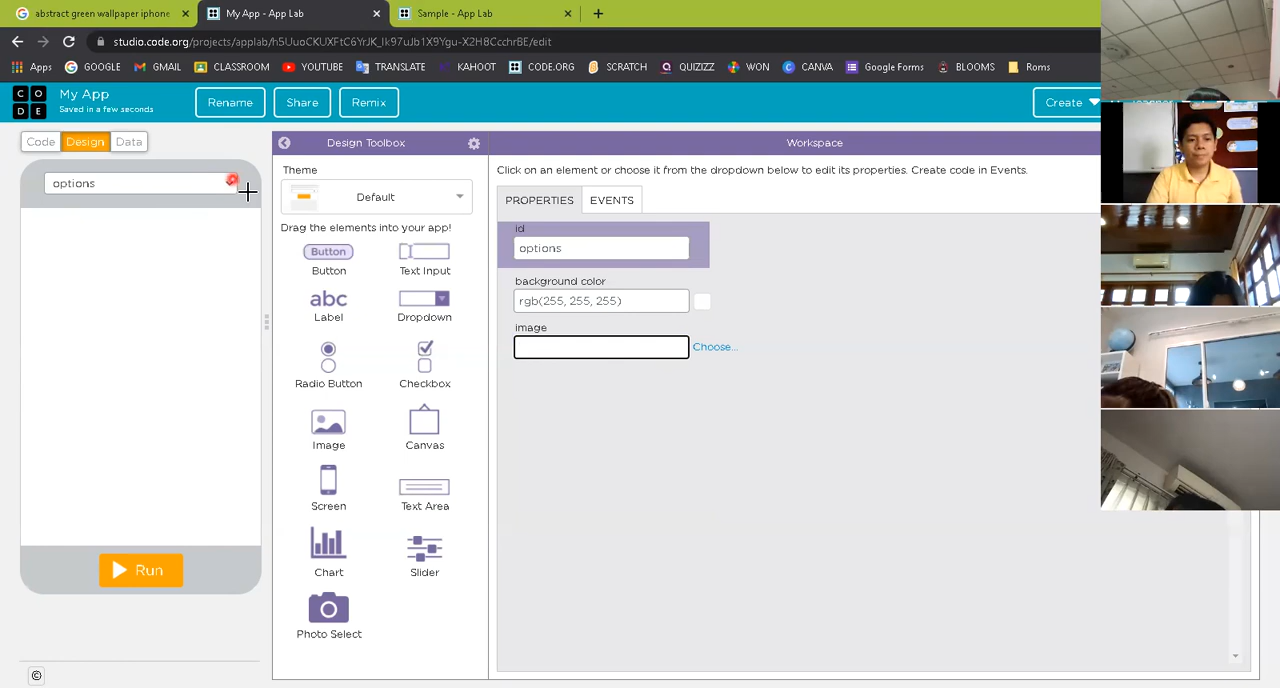 abstract green wallpaper iphone
My App - App Lab
Sample - App Lab
studio.code.org/projects/applab/h5UuoCKUXFtC6YrJK_lk97uJb1X9Ygu-X2H8CcchrBE/edit
Apps GOOGLE GMAIL CLASSROOM YOUTUBE TRANSLATE KAHOOT CODE.ORG SCRATCH QUIZIZZ WON CANVA Google Forms BLOOMS Roms
C O D E
My App
Saved in a few seconds
Rename Share Remix
Create
Code Design Data
Design Toolbox
Workspace
options
Theme
Default
Drag the elements into your app!
Button
Button
Text Input
abc
Label
Dropdown
Radio Button
Checkbox
Image
Canvas
Screen
Text Area
Chart
Slider
Photo Select
Click on an element or choose it from the dropdown below to edit its properties. Create code in Events.
PROPERTIES EVENTS
id
options
background color
rgb(255, 255, 255)
image
Choose...
Run
©